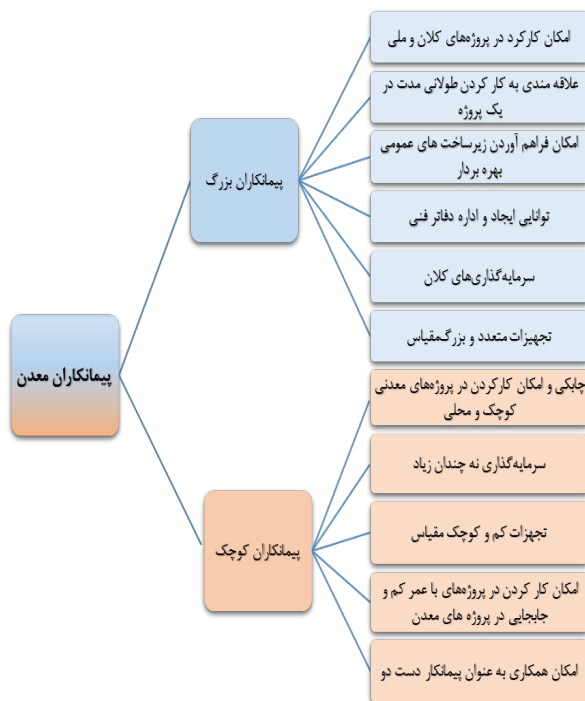 پیمانکاران معدن
پیمانکاران بزرگ
امکان کارکرد در پروژه‌های کلان و ملی
علاقه مندی به کار کردن طولانی مدت در
یک پروژه
امکان فراهم آوردن زیرساخت های عمومی
بهره بردار
توانایی ایجاد و اداره دفاتر فنی
سرمایه‌گذاری‌های کلان
تجهیزات متعدد و بزرگ‌مقیاس
پیمانکاران کوچک
چابکی و امکان کارکردن در پروژه‌های معدنی
کوچک و محلی
سرمایه‌گذاری نه چندان زیاد
تجهزات کم و کوچک مقیاس
امکان کار کردن در پروژه‌های با عمر کم و
جابجایی در پروژه های معدن
امکان همکاری به عنوان پیمانکار دست دو